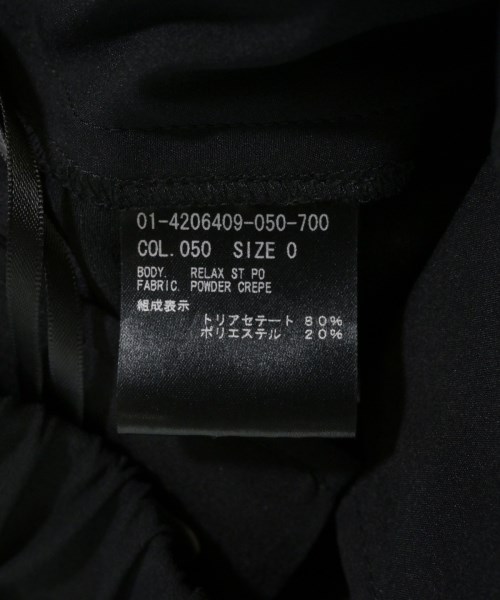 01-4206409-050-700
COL.050 SIZE 0
BODY. RELAX ST PO
FABRIC. POWDER CREPE
組成表示
トリアセテート 80%
ポリエステル 20%